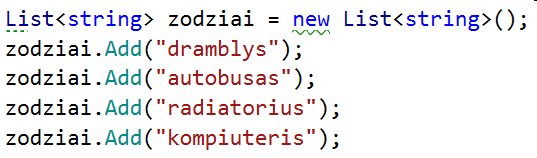 List<string> zodziai = new List<string>();
zodziai.Add("dramblys");
zodziai.Add("autobusas");
zodziai.Add("radiatorius");
zodziai.Add("kompiuteris");